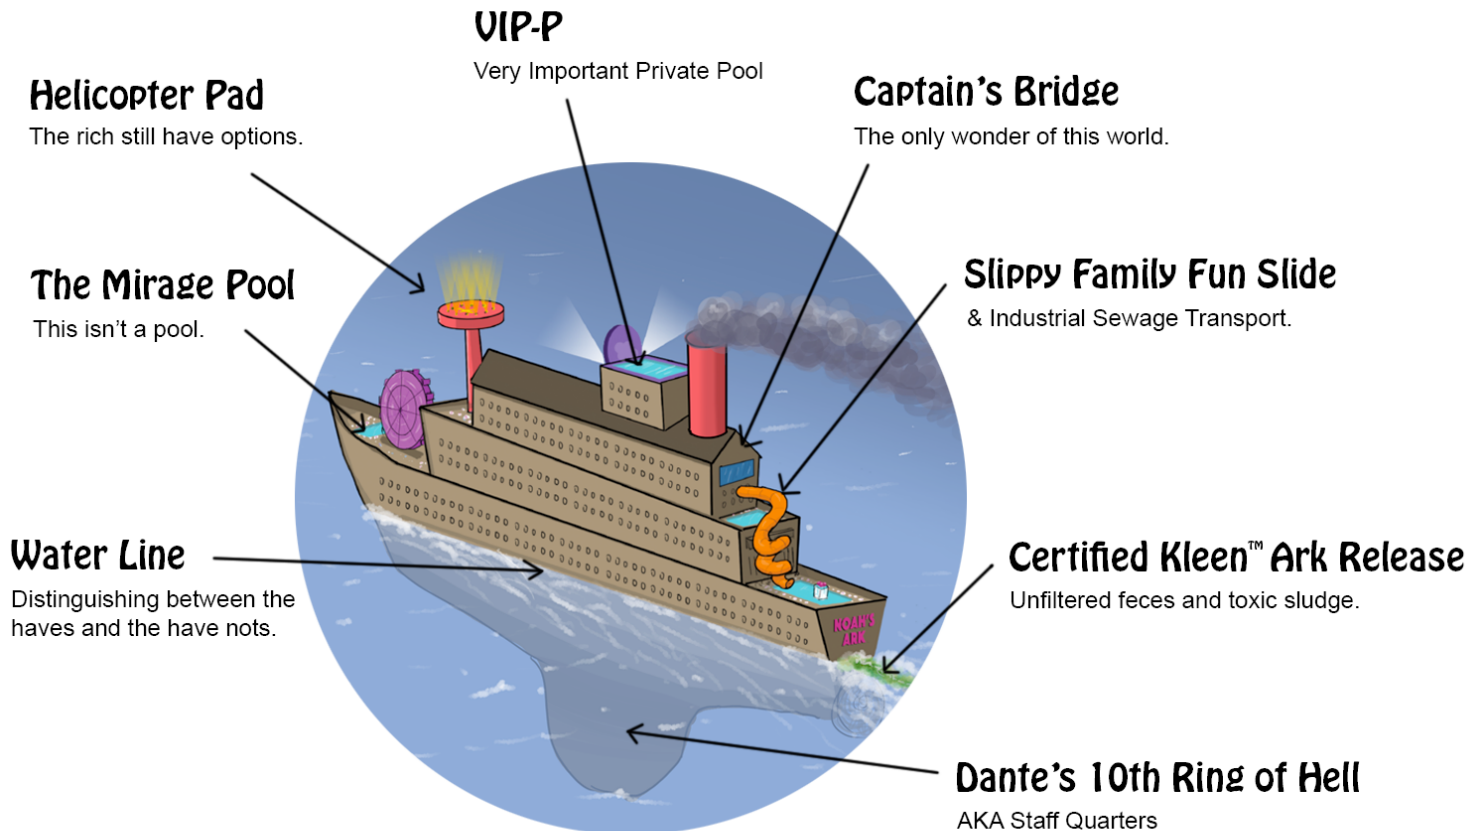 VIP-P
Very Important Private Pool
Helicopter Pad
The rich still have options.
Captain's Bridge
The only wonder of this world.
The Mirage Pool
This isn't a pool.
Slippy Family Fun Slide
& Industrial Sewage Transport.
Water Line
Distinguishing between the
haves and the have nots.
Certified Kleen™ Ark Release
Unfiltered feces and toxic sludge.
KOAH'S
ARK
Dante's 10th Ring of Hell
AKA Staff Quarters